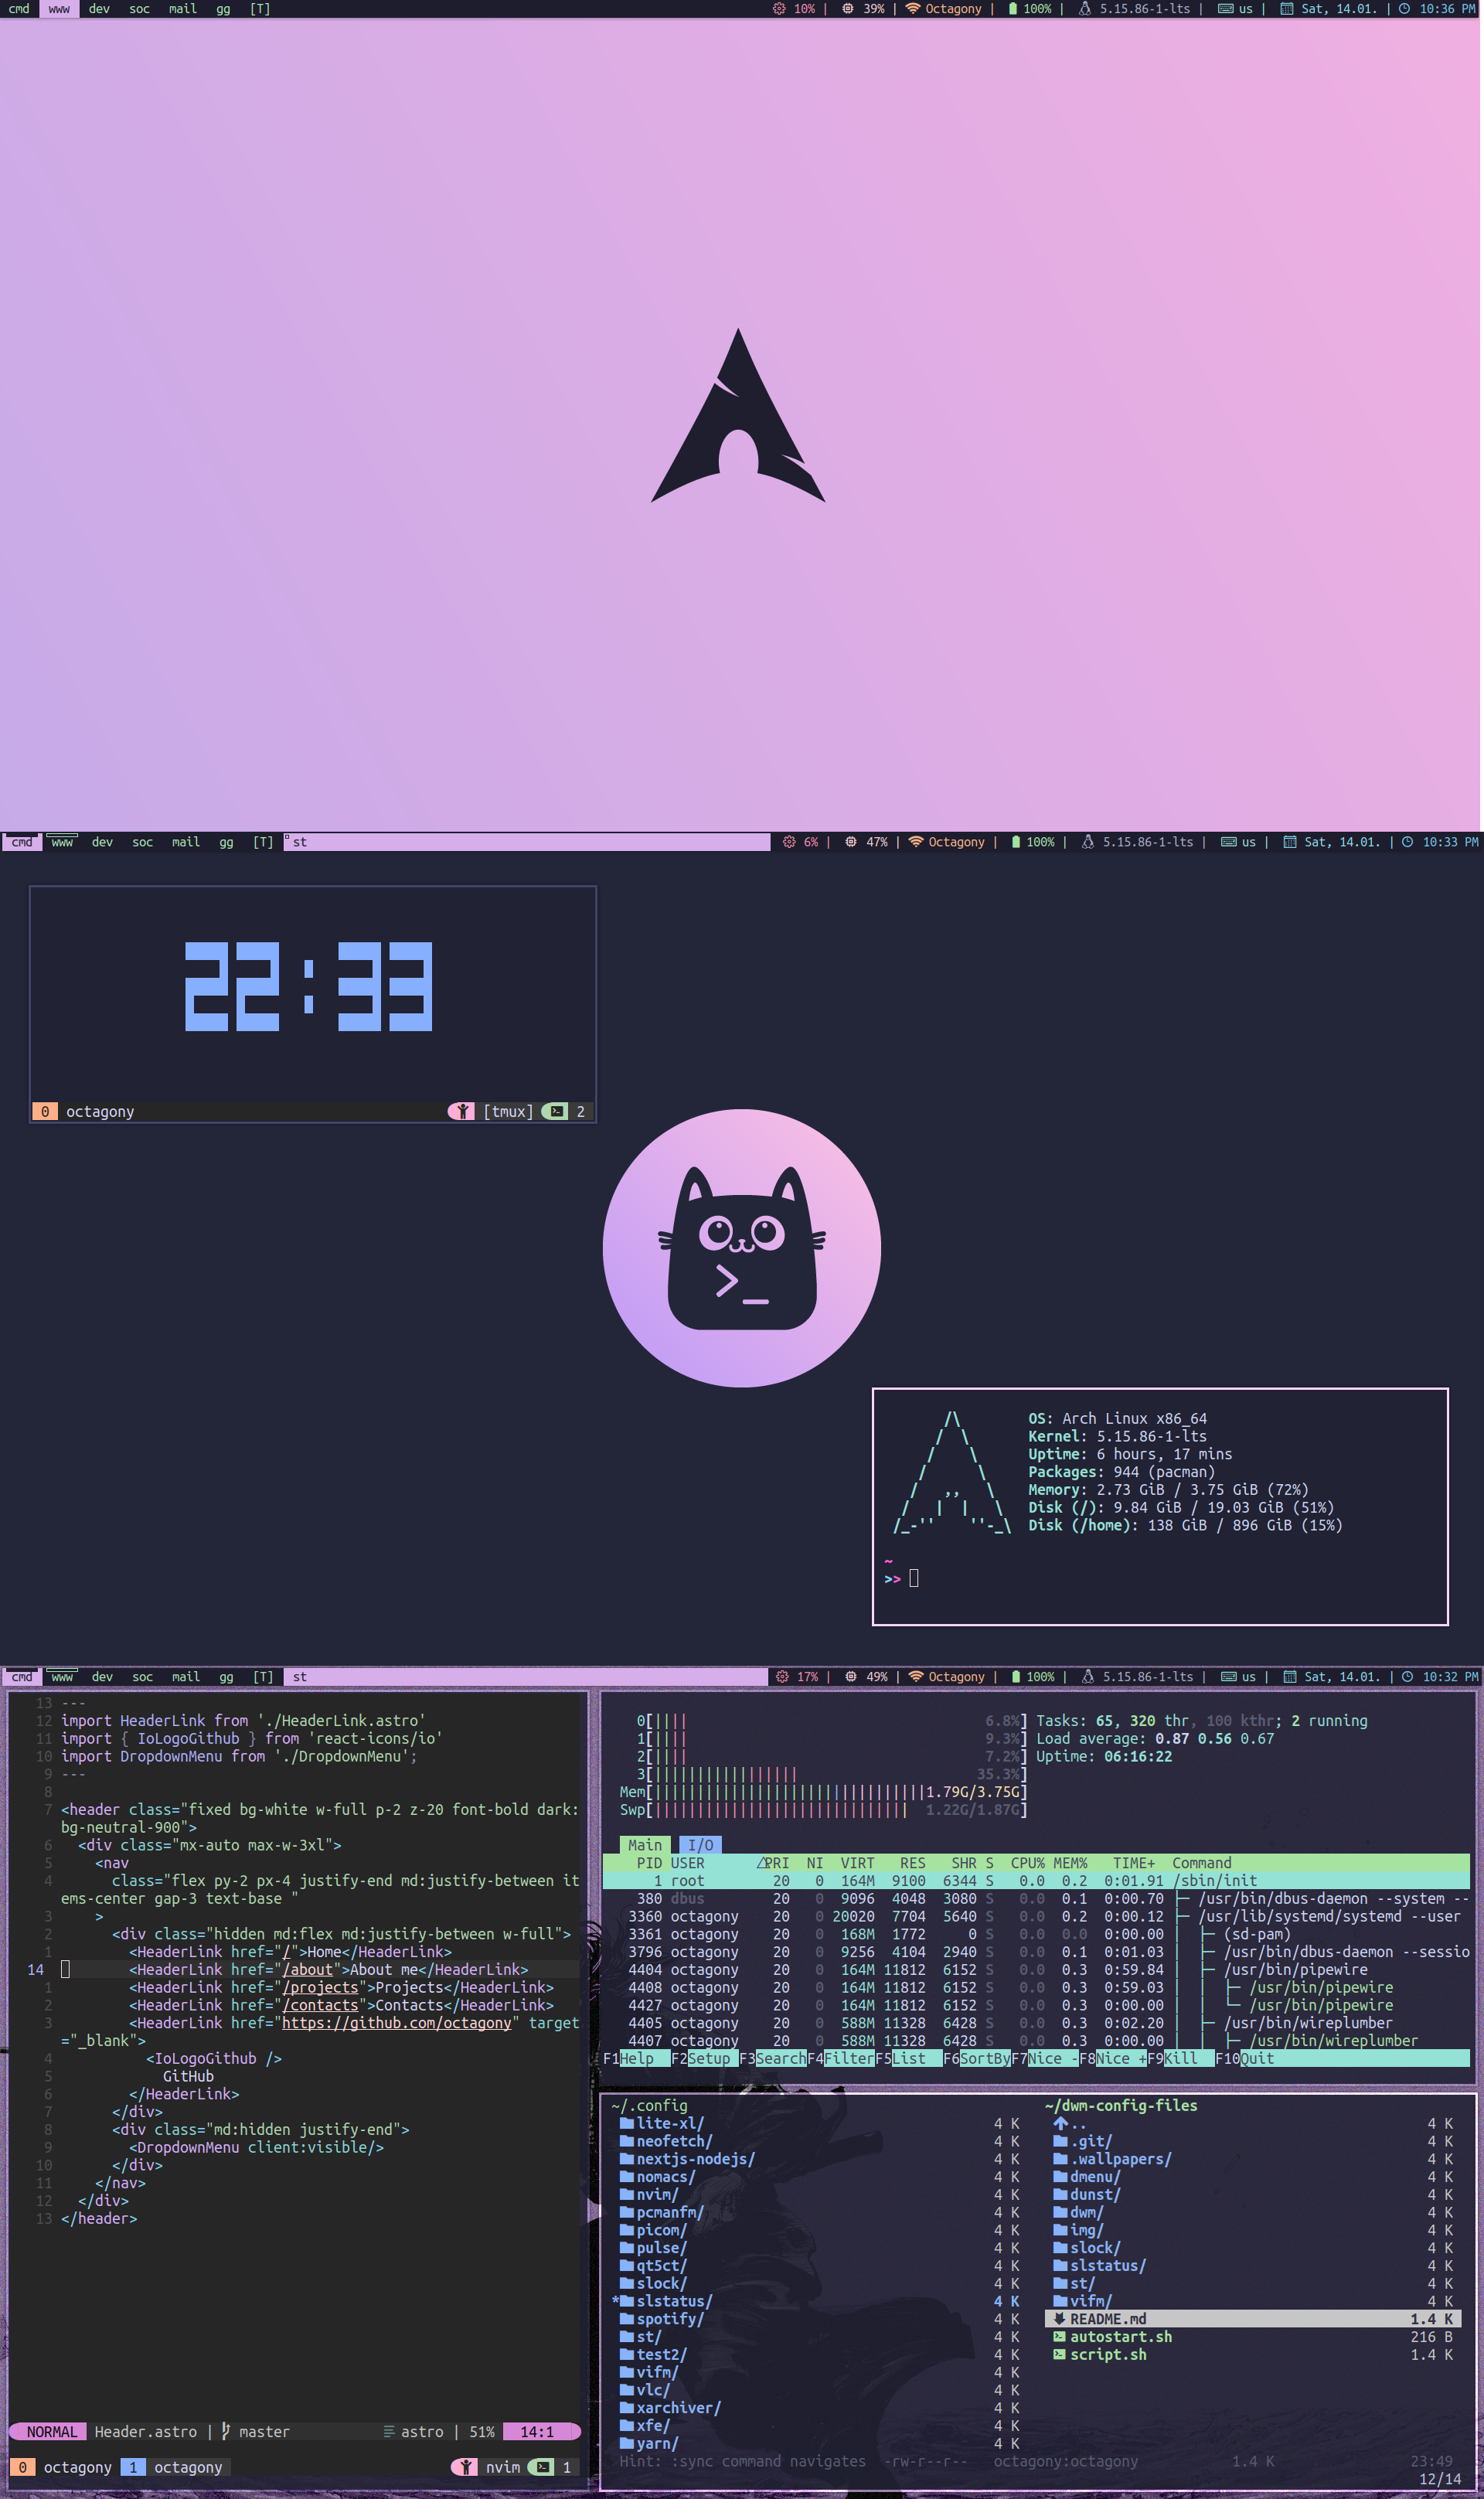 cmd www dev soc mail gg [T] 10% | 39% | Octagony | 100% | 5.15.86-1-lts | us | Sat, 14.01. | 10:36 PM
cmd www dev soc mail gg [T] st 6% | 47% | Octagony | 100% | 5.15.86-1-lts | us | Sat, 14.01. | 10:33 PM
22:33
0 octagony [tmux] 2
>_
OS: Arch Linux x86_64
Kernel: 5.15.86-1-lts
Uptime: 6 hours, 17 mins
Packages: 944 (pacman)
Memory: 2.73 GiB / 3.75 GiB (72%)
Disk (/): 9.84 GiB / 19.03 GiB (51%)
Disk (/home): 138 GiB / 896 GiB (15%)
~
>>
cmd www dev soc mail gg [T] st 17% | 49% | Octagony | 100% | 5.15.86-1-lts | us | Sat, 14.01. | 10:32 PM
13 ---
12 import HeaderLink from './HeaderLink.astro'
11 import { IoLogoGithub } from 'react-icons/io'
10 import DropdownMenu from './DropdownMenu';
9 ---
8
7 <header class="fixed bg-white w-full p-2 z-20 font-bold dark:
bg-neutral-900">
6 <div class="mx-auto max-w-3xl">
5 <nav
4 class="flex py-2 px-4 justify-end md:justify-between it
ems-center gap-3 text-base "
3 >
2 <div class="hidden md:flex md:justify-between w-full">
1 <HeaderLink href="/">Home</HeaderLink>
14 <HeaderLink href="/about">About me</HeaderLink>
1 <HeaderLink href="/projects">Projects</HeaderLink>
2 <HeaderLink href="/contacts">Contacts</HeaderLink>
3 <HeaderLink href="https://github.com/octagony" target
="_blank">
4 <IoLogoGithub />
5 GitHub
6 </HeaderLink>
7 </div>
8 <div class="md:hidden justify-end">
9 <DropdownMenu client:visible/>
10 </div>
11 </nav>
12 </div>
13 </header>
NORMAL Header.astro | master astro | 51% 14:1
0 octagony 1 octagony nvim 1
0[|||| 6.8%] Tasks: 65, 320 thr, 100 kthr; 2 running
1[|||| 9.3%] Load average: 0.87 0.56 0.67
2[|||| 7.2%] Uptime: 06:16:22
3[||||||||||||||||| 35.3%]
Mem[||||||||||||||||||||||||||||||||1.79G/3.75G]
Swp[|||||||||||||||||||||||||||||| 1.22G/1.87G]
Main I/O
PID USER △PRI NI VIRT RES SHR S CPU% MEM% TIME+ Command
1 root 20 0 164M 9100 6344 S 0.0 0.2 0:01.91 /sbin/init
380 dbus 20 0 9096 4048 3080 S 0.0 0.1 0:00.70 ├─ /usr/bin/dbus-daemon --system --
3360 octagony 20 0 20020 7704 5640 S 0.0 0.2 0:00.12 ├─ /usr/lib/systemd/systemd --user
3361 octagony 20 0 168M 1772 0 S 0.0 0.0 0:00.00 │ ├─ (sd-pam)
3796 octagony 20 0 9256 4104 2940 S 0.0 0.1 0:01.03 │ ├─ /usr/bin/dbus-daemon --sessio
4404 octagony 20 0 164M 11812 6152 S 0.0 0.3 0:59.84 │ ├─ /usr/bin/pipewire
4408 octagony 20 0 164M 11812 6152 S 0.0 0.3 0:59.03 │ │ ├─ /usr/bin/pipewire
4427 octagony 20 0 164M 11812 6152 S 0.0 0.3 0:00.00 │ │ └─ /usr/bin/pipewire
4405 octagony 20 0 588M 11328 6428 S 0.0 0.3 0:02.20 │ ├─ /usr/bin/wireplumber
4407 octagony 20 0 588M 11328 6428 S 0.0 0.3 0:00.00 │ │ ├─ /usr/bin/wireplumber
F1Help F2Setup F3SearchF4FilterF5List F6SortByF7Nice -F8Nice +F9Kill F10Quit
~/.config ~/dwm-config-files
lite-xl/ 4 K .. 4 K
neofetch/ 4 K .git/ 4 K
nextjs-nodejs/ 4 K .wallpapers/ 4 K
nomacs/ 4 K dmenu/ 4 K
nvim/ 4 K dunst/ 4 K
pcmanfm/ 4 K dwm/ 4 K
picom/ 4 K img/ 4 K
pulse/ 4 K slock/ 4 K
qt5ct/ 4 K slstatus/ 4 K
slock/ 4 K st/ 4 K
*slstatus/ 4 K vifm/ 4 K
spotify/ 4 K README.md 1.4 K
st/ 4 K autostart.sh 216 B
test2/ 4 K script.sh 1.4 K
vifm/ 4 K
vlc/ 4 K
xarchiver/ 4 K
xfe/ 4 K
yarn/ 4 K
Hint: :sync command navigates -rw-r--r-- octagony:octagony 1.4 K 23:49
12/14